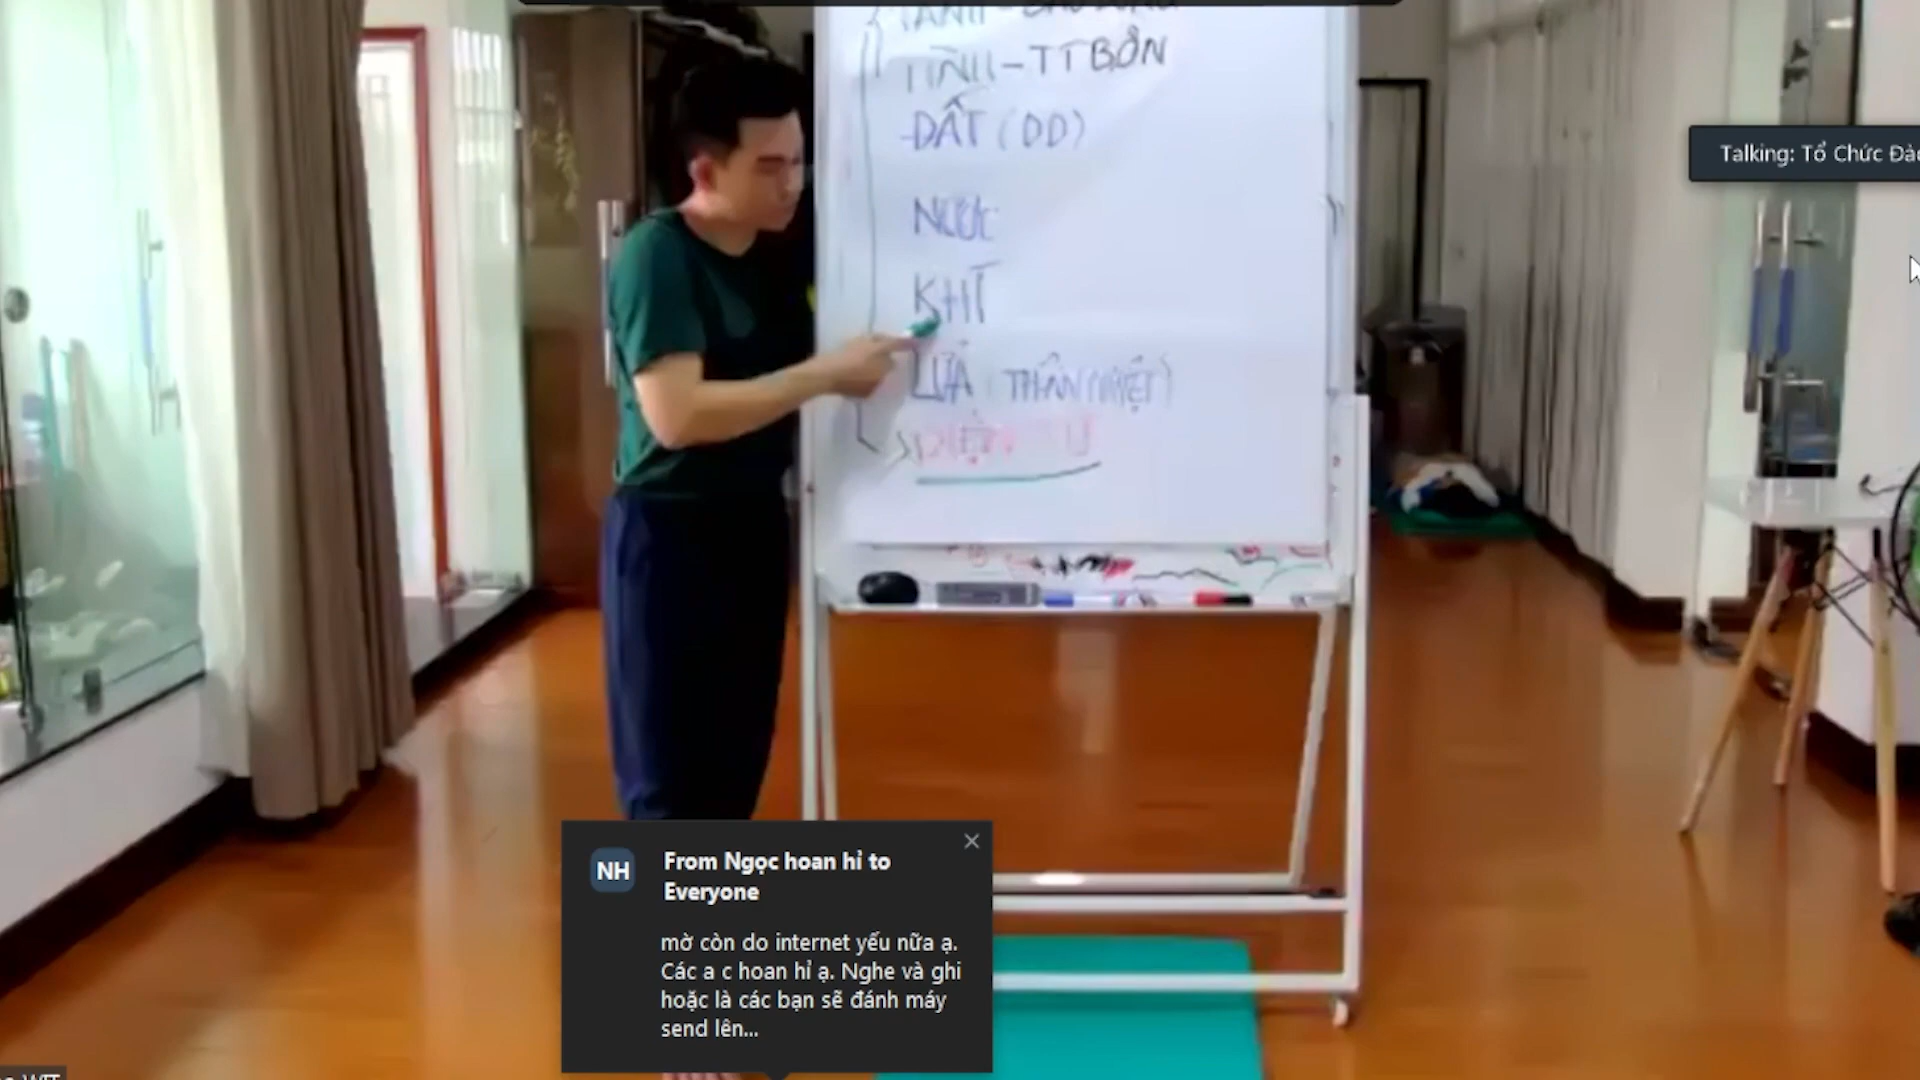 TT BỒN
ĐẤT (DD)
Talking: Tổ Chức Đà
NƯỚC
KHÍ
LỬA (THÂN NHIỆT)
From Ngọc hoan hỉ to
Everyone
NH
mờ còn do internet yếu nữa ạ.
Các a c hoan hỉ ạ. Nghe và ghi
hoặc là các bạn sẽ đánh máy
send lên...